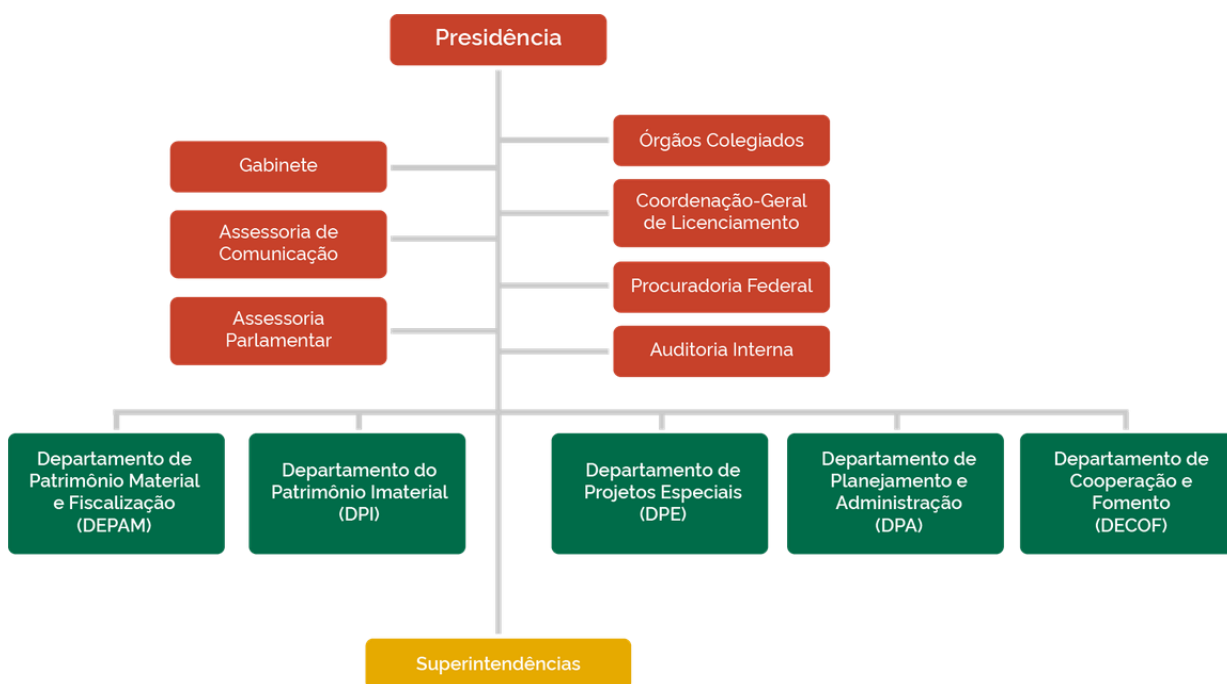 Presidência
Gabinete
Assessoria de
Comunicação
Assessoria
Parlamentar
Órgãos Colegiados
Coordenação-Geral
de Licenciamento
Procuradoria Federal
Auditoria Interna
Departamento de
Patrimônio Material
e Fiscalização
(DEPAM)
Departamento do
Patrimônio Imaterial
(DPI)
Departamento de
Projetos Especiais
(DPE)
Departamento de
Planejamento e
Administração
(DPA)
Departamento de
Cooperação e
Fomento
(DECOF)
Superintendências